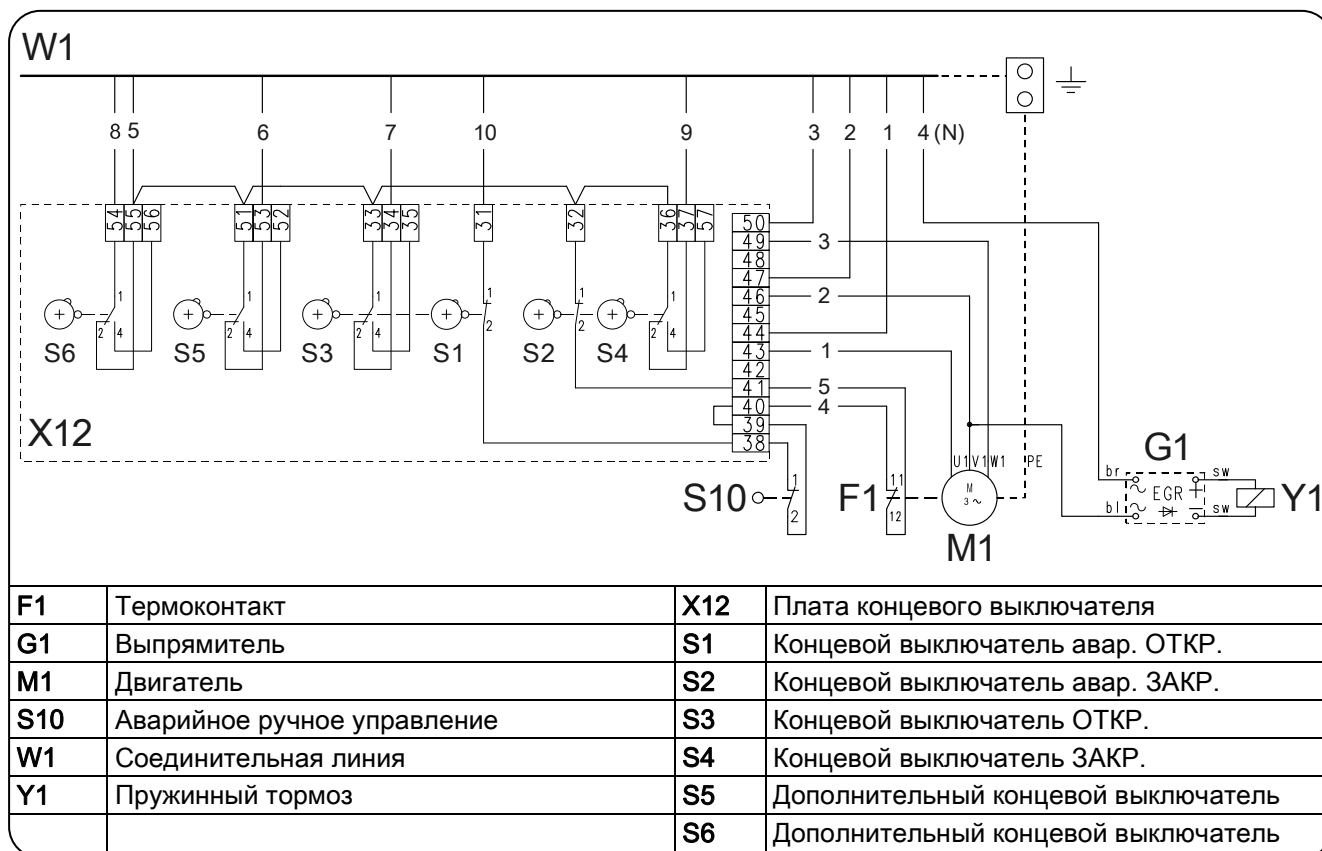 W1
8 5 6 7 10 9 3 2 1 4 (N)
54 55 56 51 53 52 33 34 35 31 32 36 37 57
50
49 3
48
47
46 2
45
44
43 1
42
41 5
40 4
39
38
1 1 1 1 1 1
2 4 2 4 2 4 2 2 2 4
S6 S5 S3 S1 S2 S4
X12
S10 1 2
F1 11 12
U1 V1 W1 PE
M 3 ~
M1
G1
br sw
EGR +
bl sw
Y1
F1 Термоконтакт X12 Плата концевого выключателя
G1 Выпрямитель S1 Концевой выключатель авар. ОТКР.
M1 Двигатель S2 Концевой выключатель авар. ЗАКР.
S10 Аварийное ручное управление S3 Концевой выключатель ОТКР.
W1 Соединительная линия S4 Концевой выключатель ЗАКР.
Y1 Пружинный тормоз S5 Дополнительный концевой выключатель
S6 Дополнительный концевой выключатель